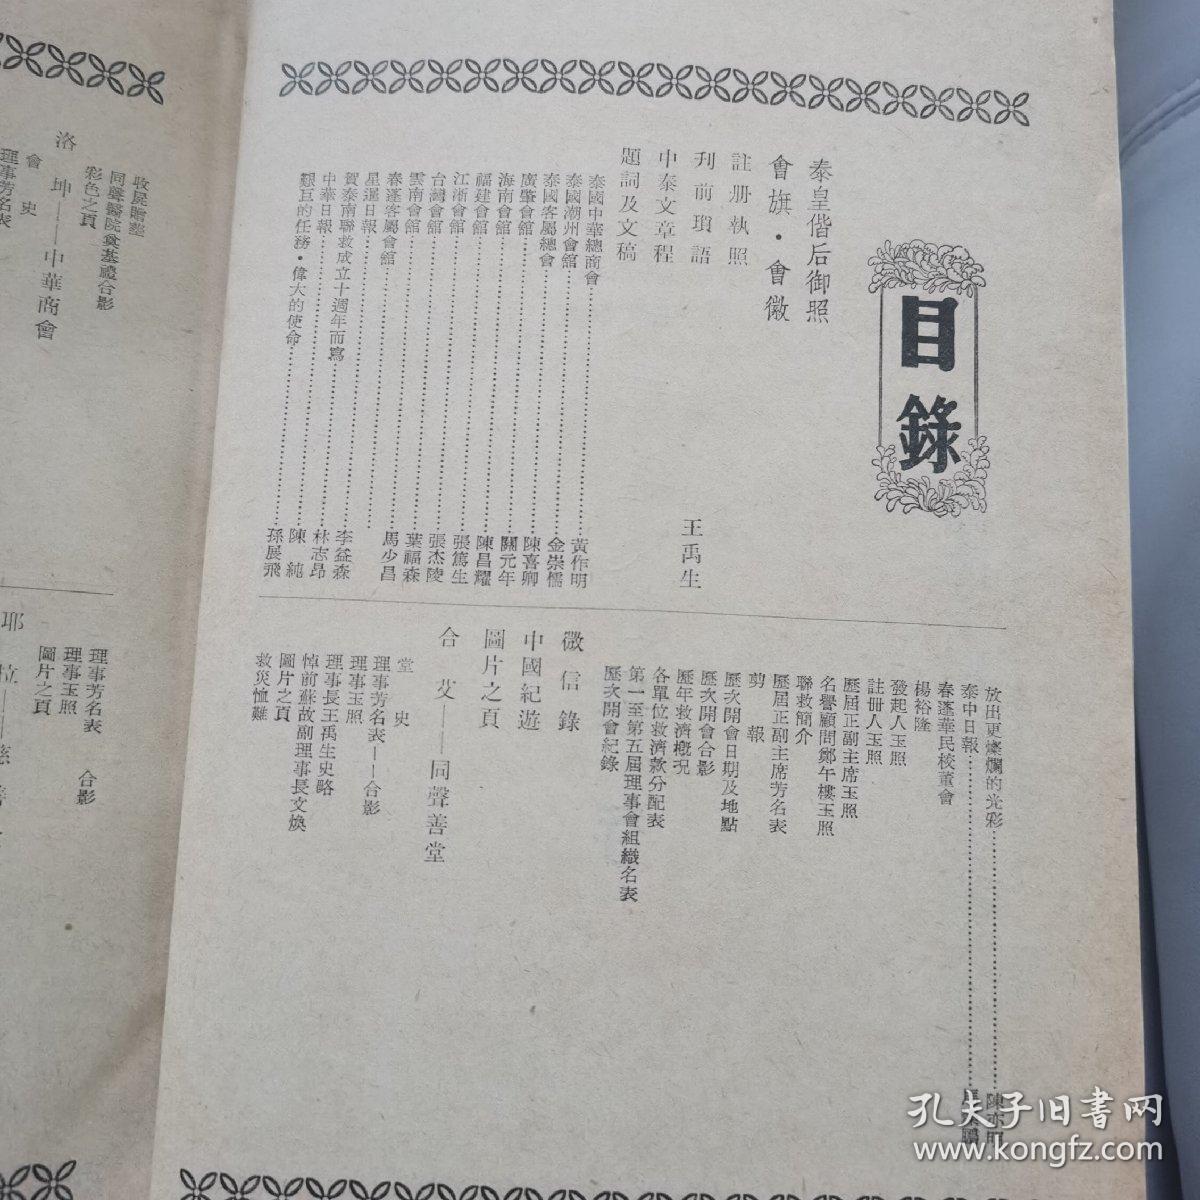 目錄
泰皇偕后御照
會旗·會徽
註册執照
刋前瑣語 王禹生
中泰文章程
題詞及文稿
泰國中華總商會 黃作明
泰國潮州會館 金崇儒
泰國客屬總會 陳喜卿
廣肇會館 關元年
海南會館 陳昌耀
福建會館 張篤生
江浙會館 張杰陵
台灣會館 葉福森
雲南會館 馬少昌
春蓬客屬會館
星暹日報 李益森
賀泰南聯救成立十週年而寫 林志昂
中華日報 陳純
艱巨的任務·偉大的使命 孫展飛
放出更燦爛的光彩 陳亦
泰中日報
春蓬華民校董會
楊裕隆
發起人玉照
註册人玉照
歷屆正副主席玉照
名譽顧問鄭午樓玉照
聯救簡介
歷屆正副主席芳名表
剪報
歷次開會日期及地點
歷次開會合影
歷年救濟概況
各單位救濟款分配表
第一至第五屆理事會組織名表
歷次開會紀錄
徵信錄
中國紀遊
圖片之頁
合艾——同聲善堂
堂史
理事芳名表——合影
理事玉照
理事長王禹生史略
悼前蘇故副理事長文煥
圖片之頁
救災恤難
收屍贈塟
同聲醫院奠基禮合影
彩色之頁
洛坤——中華商會
會史
理事芳名表
理事芳名表 合影
理事玉照
圖片之頁
孔夫子旧書网
www.kongfz.com